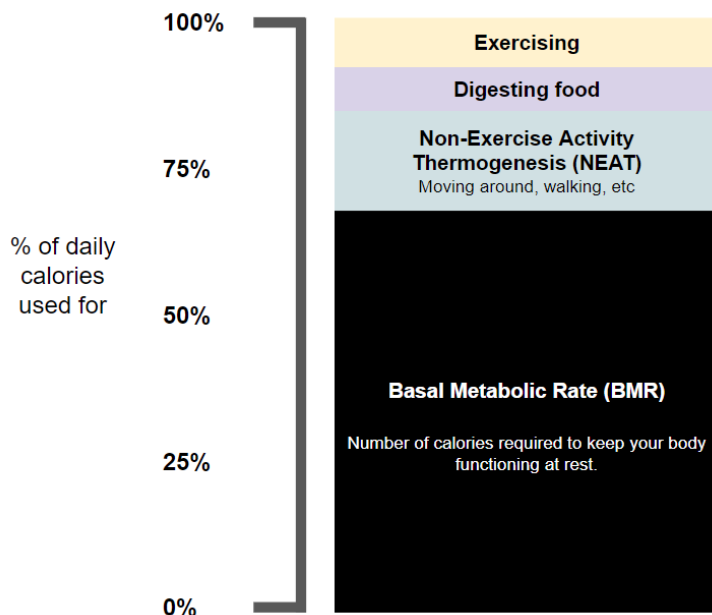 100%
75%
50%
25%
0%
% of daily
calories
used for
Exercising
Digesting food
Non-Exercise Activity
Thermogenesis (NEAT)
Moving around, walking, etc
Basal Metabolic Rate (BMR)
Number of calories required to keep your body
functioning at rest.